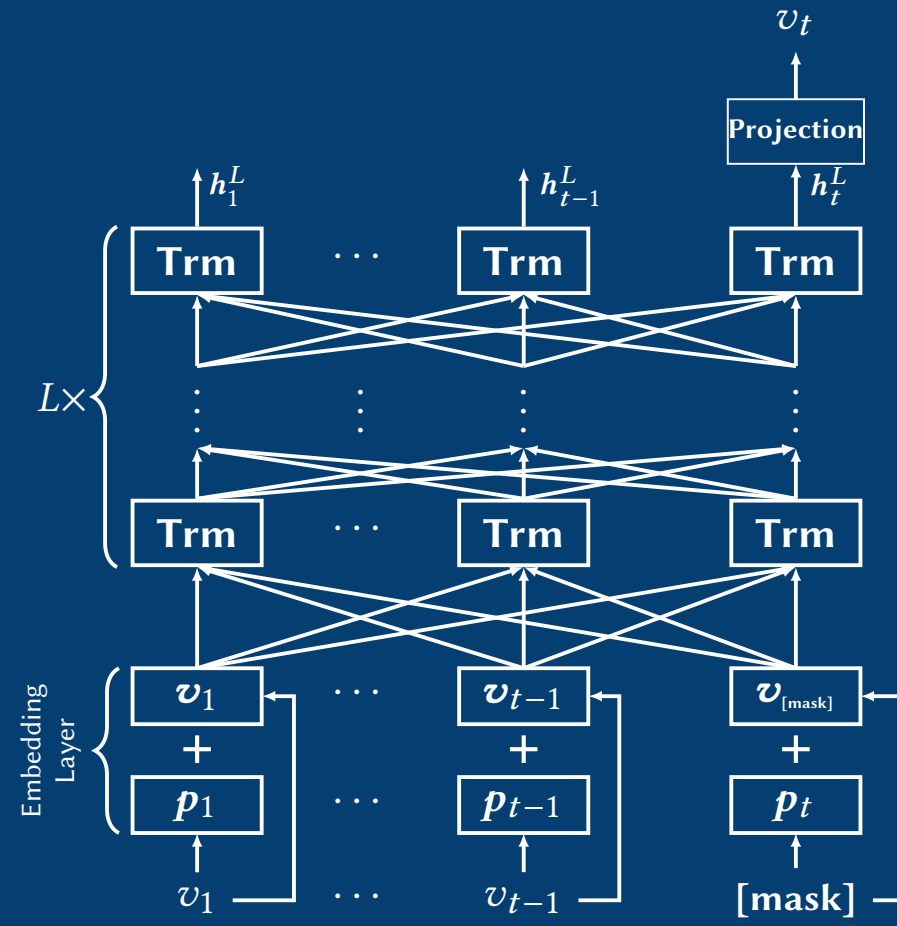 v_t
Projection
h_1^L h_{t−1}^L h_t^L
Trm ... Trm Trm
L×
Trm ... Trm Trm
Embedding
Layer
v_1 ... v_{t−1} v_{[mask]}
+ + +
p_1 ... p_{t−1} p_t
v_1 ... v_{t−1} [mask]